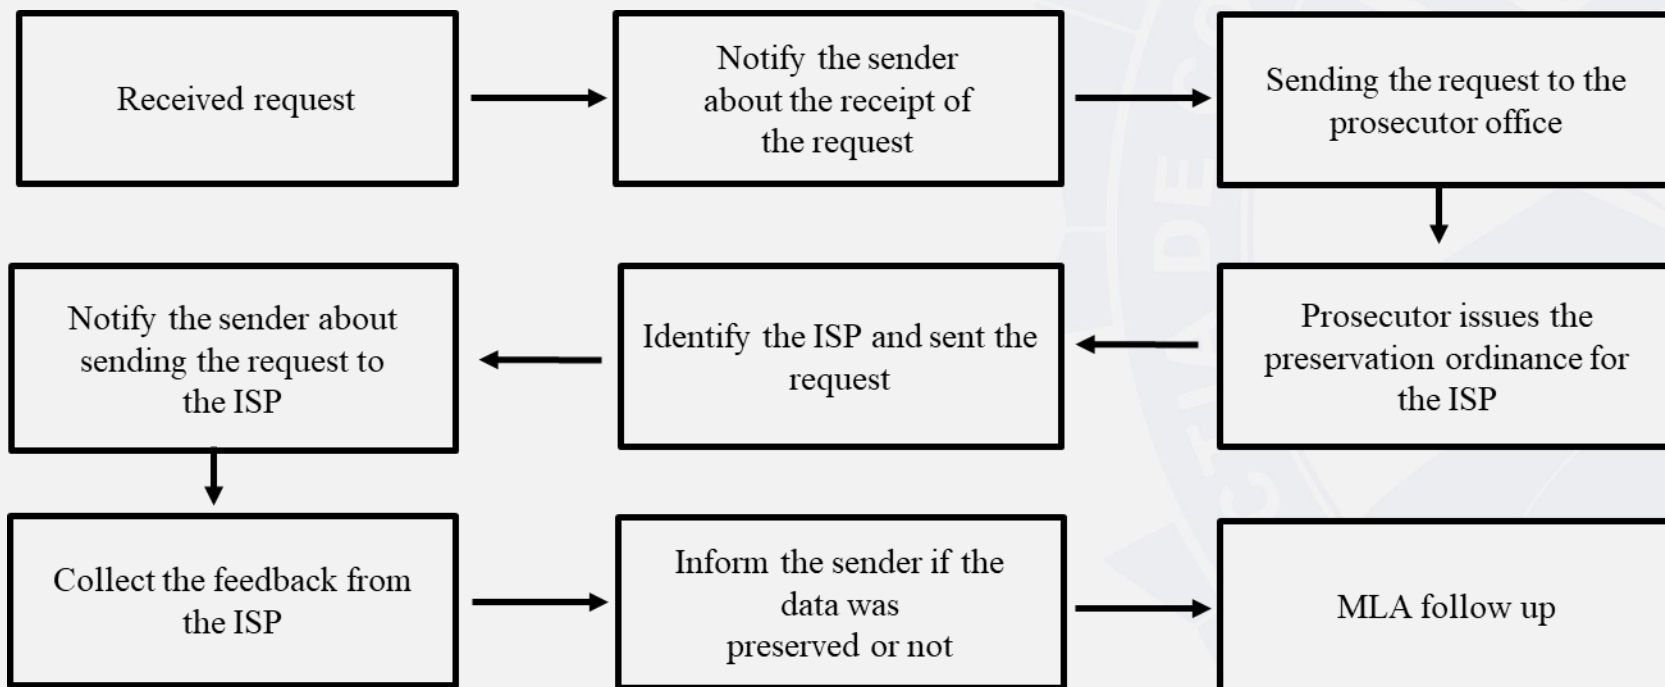 Received request
Notify the sender
about the receipt of
the request
Sending the request to the
prosecutor office
Prosecutor issues the
preservation ordinance for
the ISP
Identify the ISP and sent the
request
Notify the sender about
sending the request to
the ISP
Collect the feedback from
the ISP
Inform the sender if the
data was
preserved or not
MLA follow up